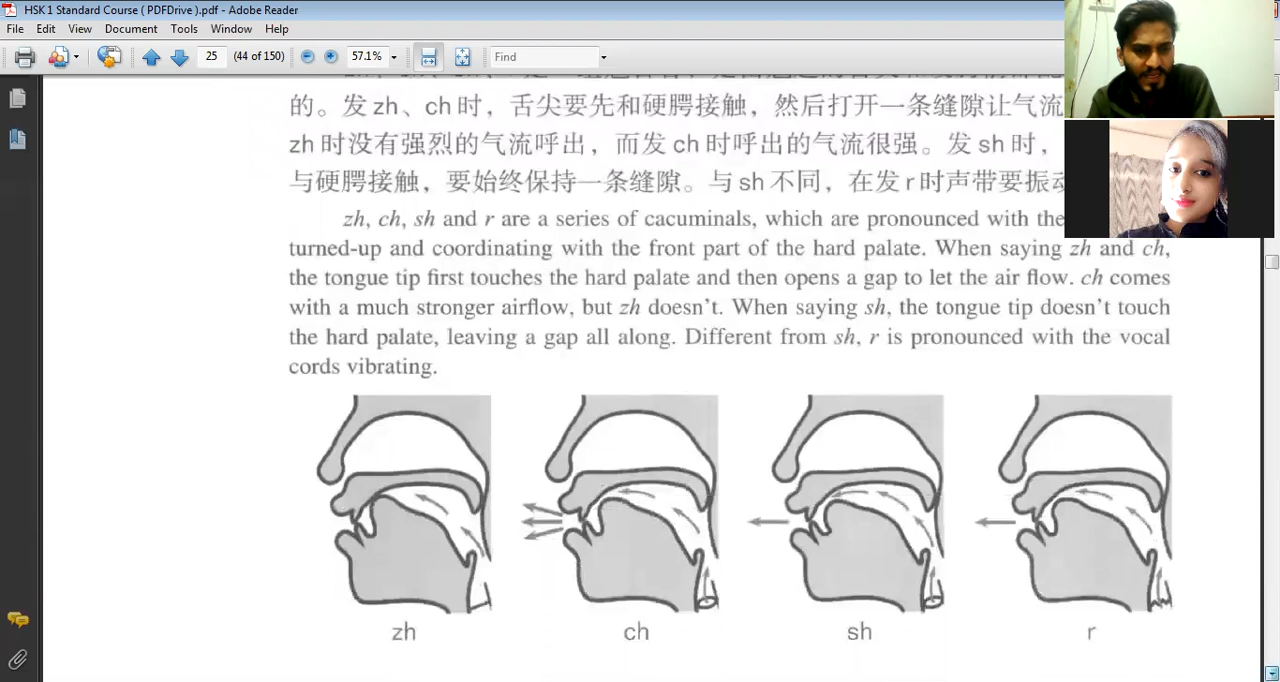 HSK 1 Standard Course ( PDFDrive ).pdf - Adobe Reader
File Edit View Document Tools Window Help
25 (44 of 150) 57.1% Find
的。发 zh、ch 时，舌尖要先和硬腭接触，然后打开一条缝隙让气流
zh 时没有强烈的气流呼出，而发 ch 时呼出的气流很强。发 sh 时，
与硬腭接触，要始终保持一条缝隙。与 sh 不同，在发 r 时声带要振动
zh, ch, sh and r are a series of cacuminals, which are pronounced with the
turned-up and coordinating with the front part of the hard palate. When saying zh and ch,
the tongue tip first touches the hard palate and then opens a gap to let the air flow. ch comes
with a much stronger airflow, but zh doesn't. When saying sh, the tongue tip doesn't touch
the hard palate, leaving a gap all along. Different from sh, r is pronounced with the vocal
cords vibrating.
zh ch sh r